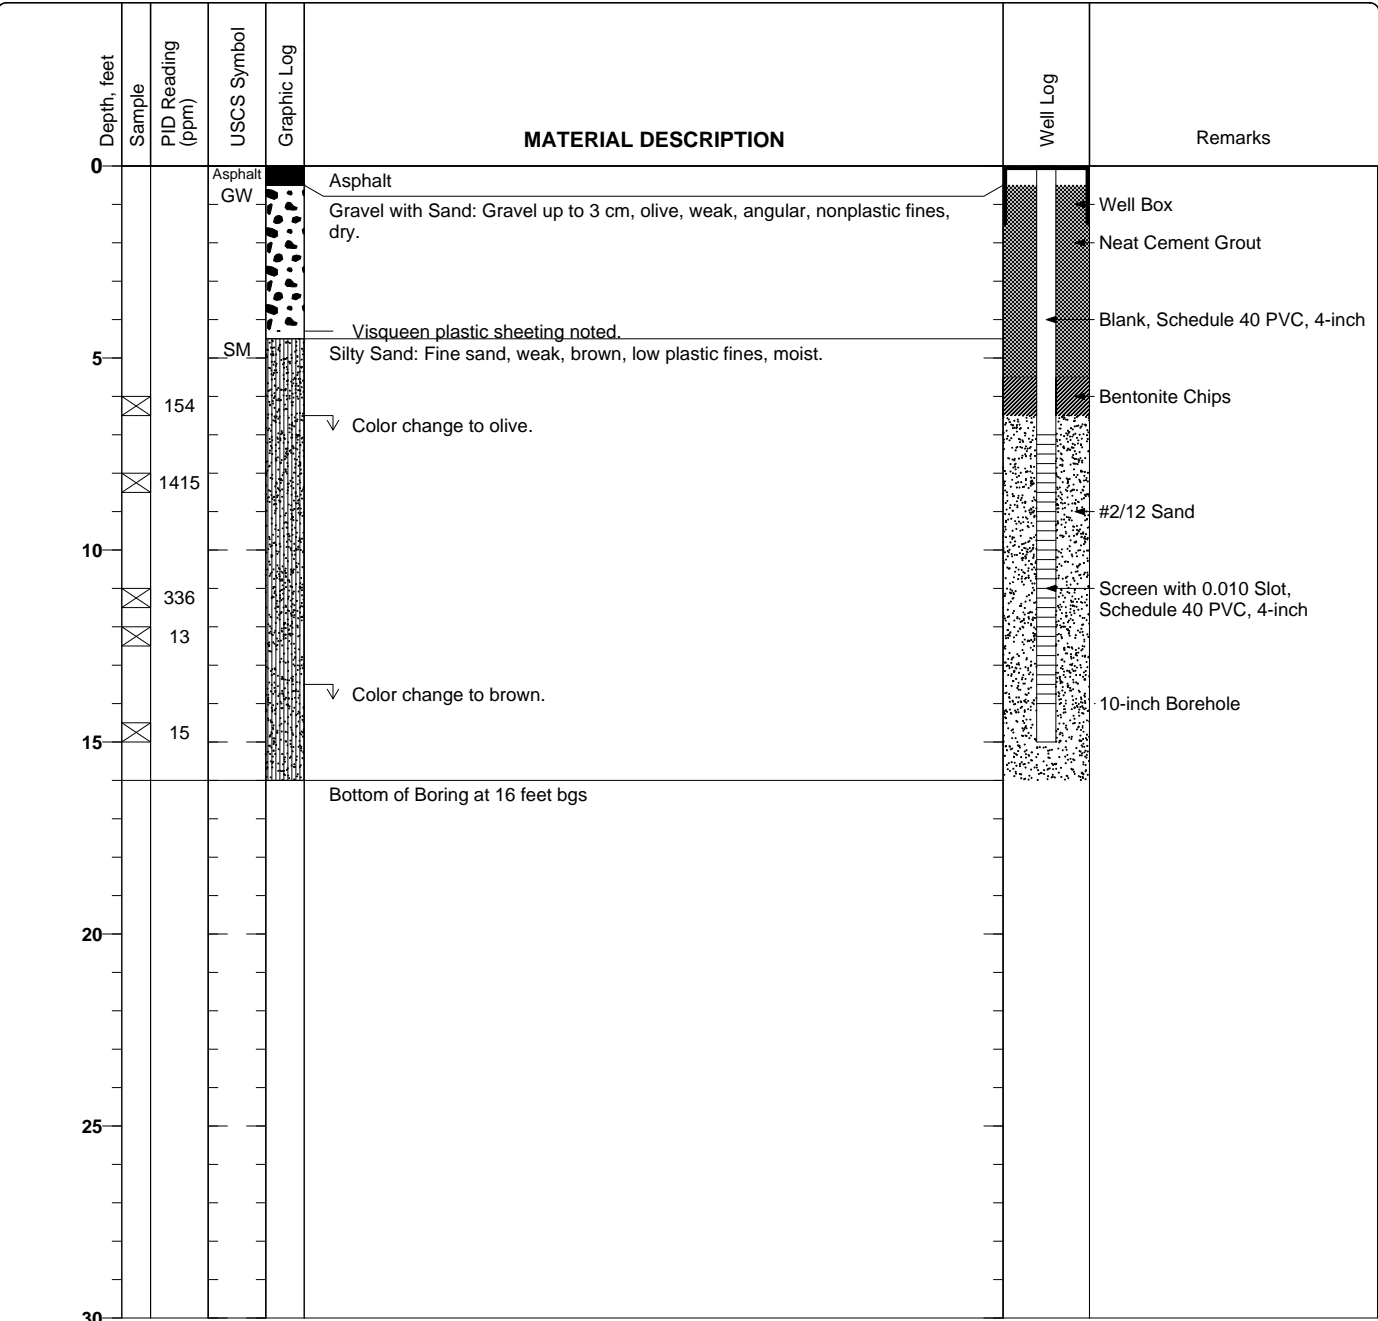 Depth, feet
Sample
PID Reading
(ppm)
USCS Symbol
Graphic Log
MATERIAL DESCRIPTION
Well Log
Remarks
0
Asphalt
Asphalt
GW
Gravel with Sand: Gravel up to 3 cm, olive, weak, angular, nonplastic fines,
dry.
Well Box
Neat Cement Grout
Blank, Schedule 40 PVC, 4-inch
Visqueen plastic sheeting noted.
SM
Silty Sand: Fine sand, weak, brown, low plastic fines, moist.
5
Bentonite Chips
154
Color change to olive.
1415
#2/12 Sand
10
336
Screen with 0.010 Slot,
Schedule 40 PVC, 4-inch
13
Color change to brown.
10-inch Borehole
15
15
Bottom of Boring at 16 feet bgs
20
25
30